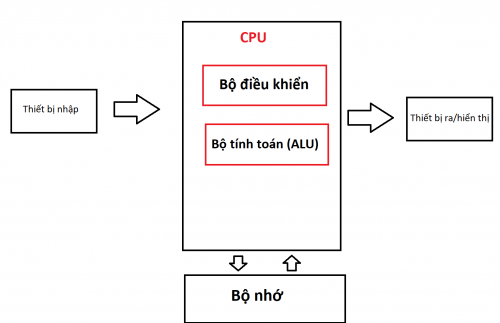 CPU
Bộ điều khiển
Thiết bị nhập
Thiết bị ra/hiển thị
Bộ tính toán (ALU)
Bộ nhớ